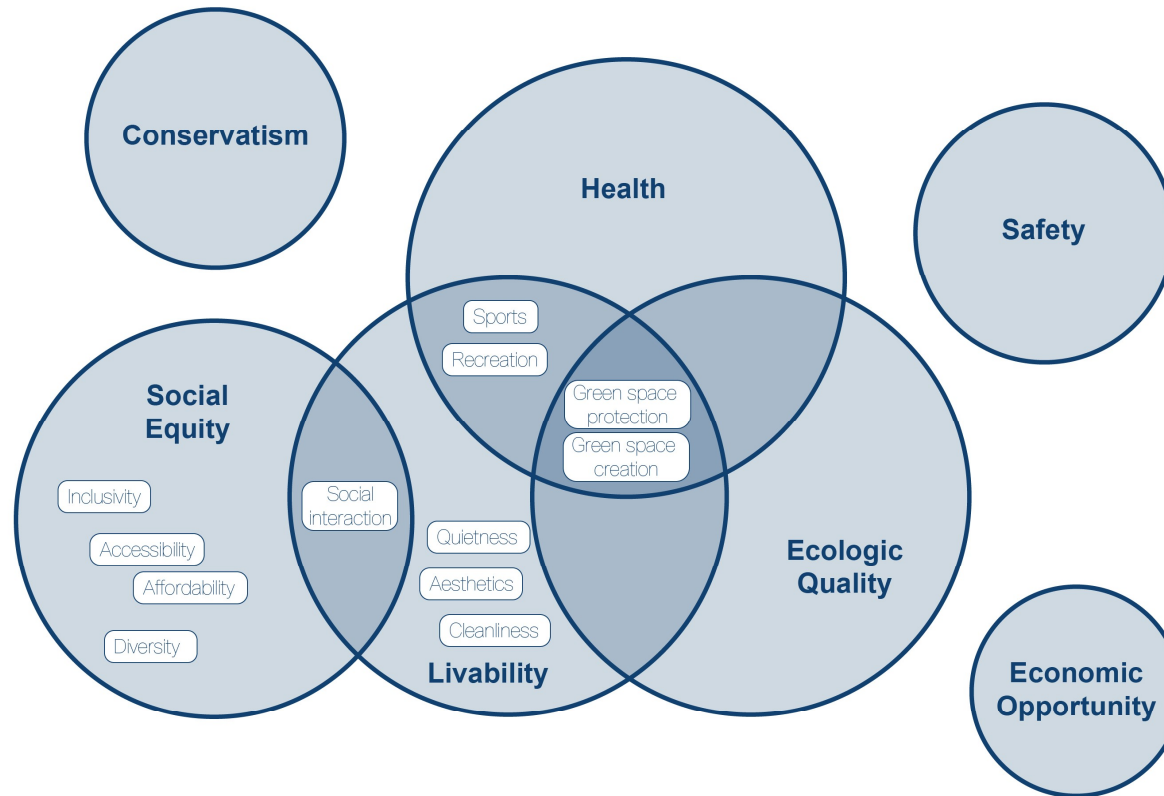 Conservatism
Health
Safety
Sports
Recreation
Green space
protection
Green space
creation
Social
Equity
Inclusivity
Accessibility
Affordability
Diversity
Social
interaction
Quietness
Aesthetics
Cleanliness
Livability
Ecologic
Quality
Economic
Opportunity